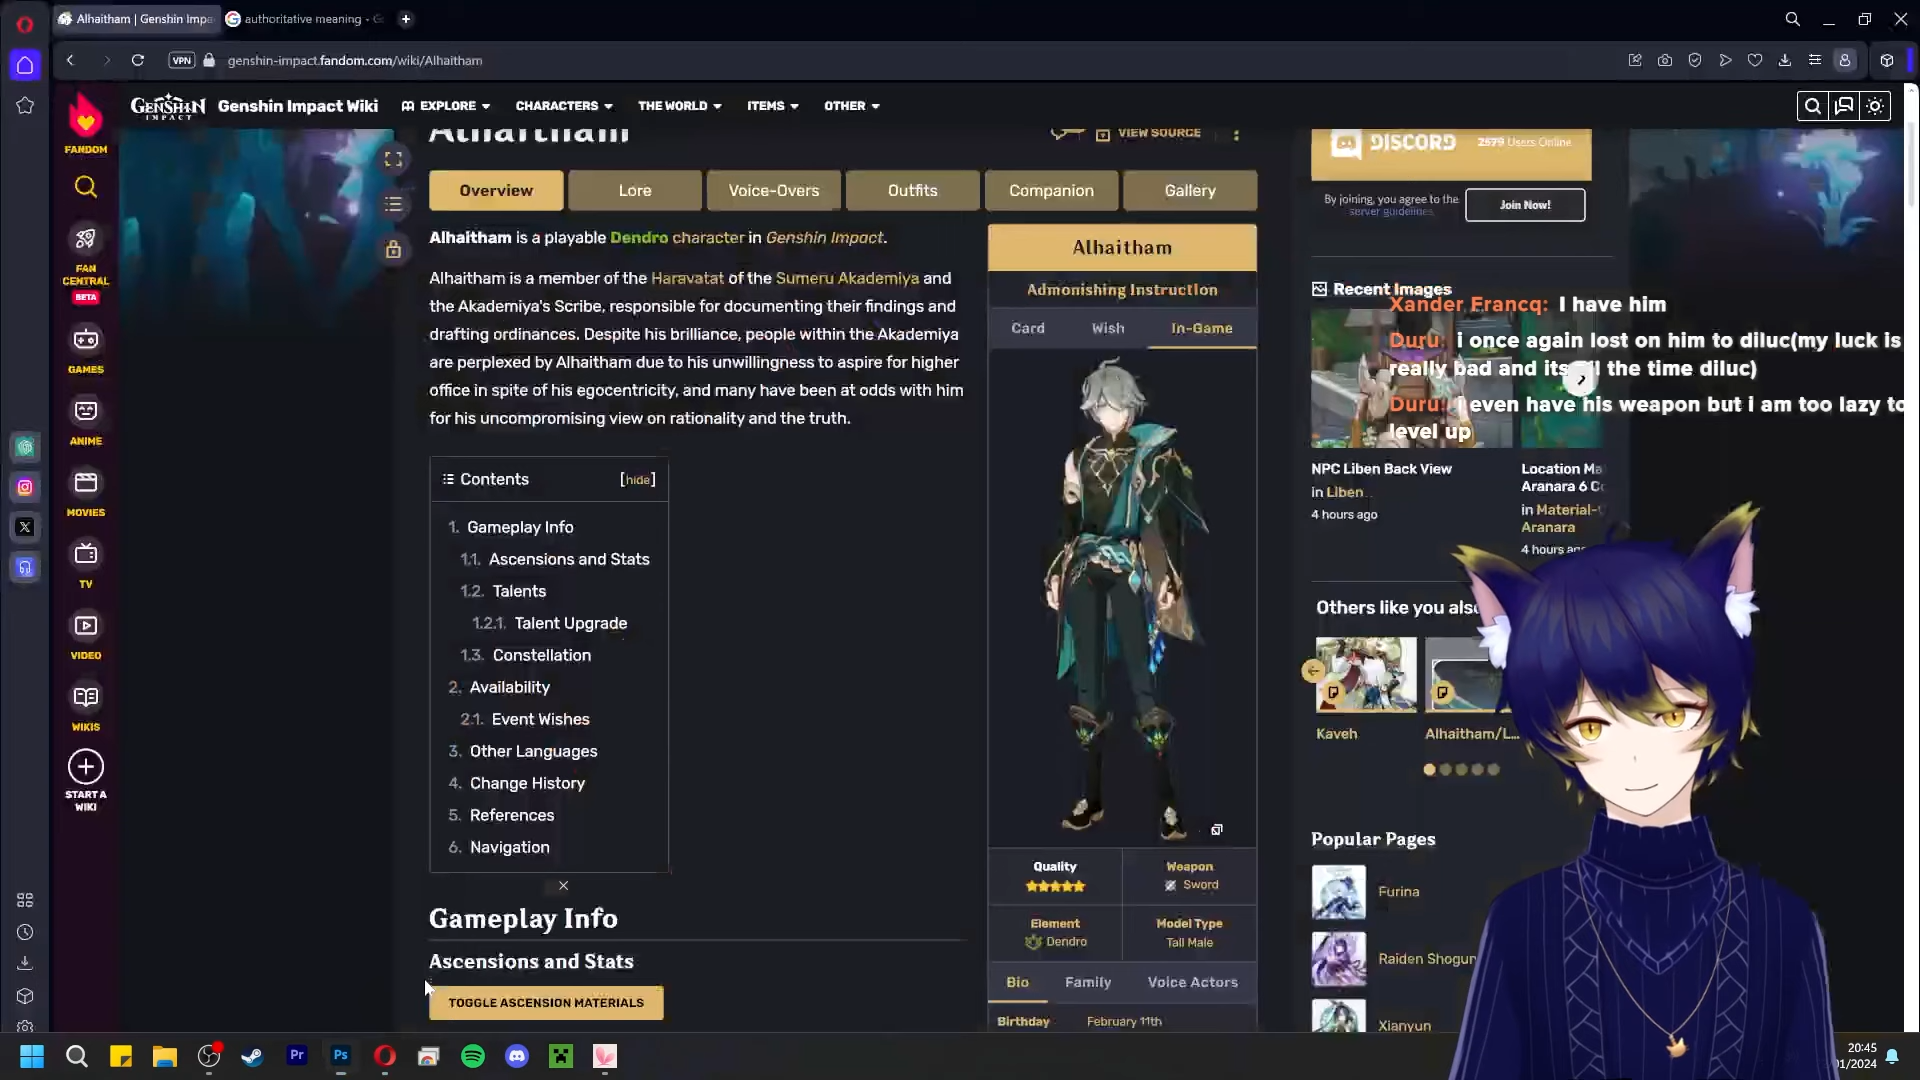 Alhaitham | Genshin Impa
authoritative meaning - G
VPN
genshin-impact.fandom.com/wiki/Alhaitham
GENSHIN
IMPACT
Genshin Impact Wiki
EXPLORE
CHARACTERS
THE WORLD
ITEMS
OTHER
FANDOM
FAN
CENTRAL
BETA
GAMES
ANIME
MOVIES
TV
VIDEO
WIKIS
START A
WIKI
Alhaitham
VIEW SOURCE
Overview
Lore
Voice-Overs
Outfits
Companion
Gallery
Alhaitham is a playable Dendro character in Genshin Impact.
Alhaitham is a member of the Haravatat of the Sumeru Akademiya and
the Akademiya's Scribe, responsible for documenting their findings and
drafting ordinances. Despite his brilliance, people within the Akademiya
are perplexed by Alhaitham due to his unwillingness to aspire for higher
office in spite of his egocentricity, and many have been at odds with him
for his uncompromising view on rationality and the truth.
Contents
[hide]
1. Gameplay Info
1.1. Ascensions and Stats
1.2. Talents
1.2.1. Talent Upgrade
1.3. Constellation
2. Availability
2.1. Event Wishes
3. Other Languages
4. Change History
5. References
6. Navigation
Gameplay Info
Ascensions and Stats
TOGGLE ASCENSION MATERIALS
Alhaitham
Admonishing Instruction
Card
Wish
In-Game
Quality
Weapon
Sword
Element
Dendro
Model Type
Tall Male
Bio
Family
Voice Actors
Birthday
February 11th
DISCORD
2579 Users Online
By joining, you agree to the
server guidelines.
Join Now!
Recent Images
Xander Francq: I have him
Duru: i once again lost on him to diluc(my luck is
really bad and its all the time diluc)
Duru: i even have his weapon but i am too lazy to
level up
NPC Liben Back View
in Liben
4 hours ago
Location Ma
Aranara 6 Co
in Material-
Aranara
4 hours ago
Others like you also
Kaveh
Alhaitham/L...
Popular Pages
Furina
Raiden Shogun
Xianyun
Pr
Ps
20:45
01/2024